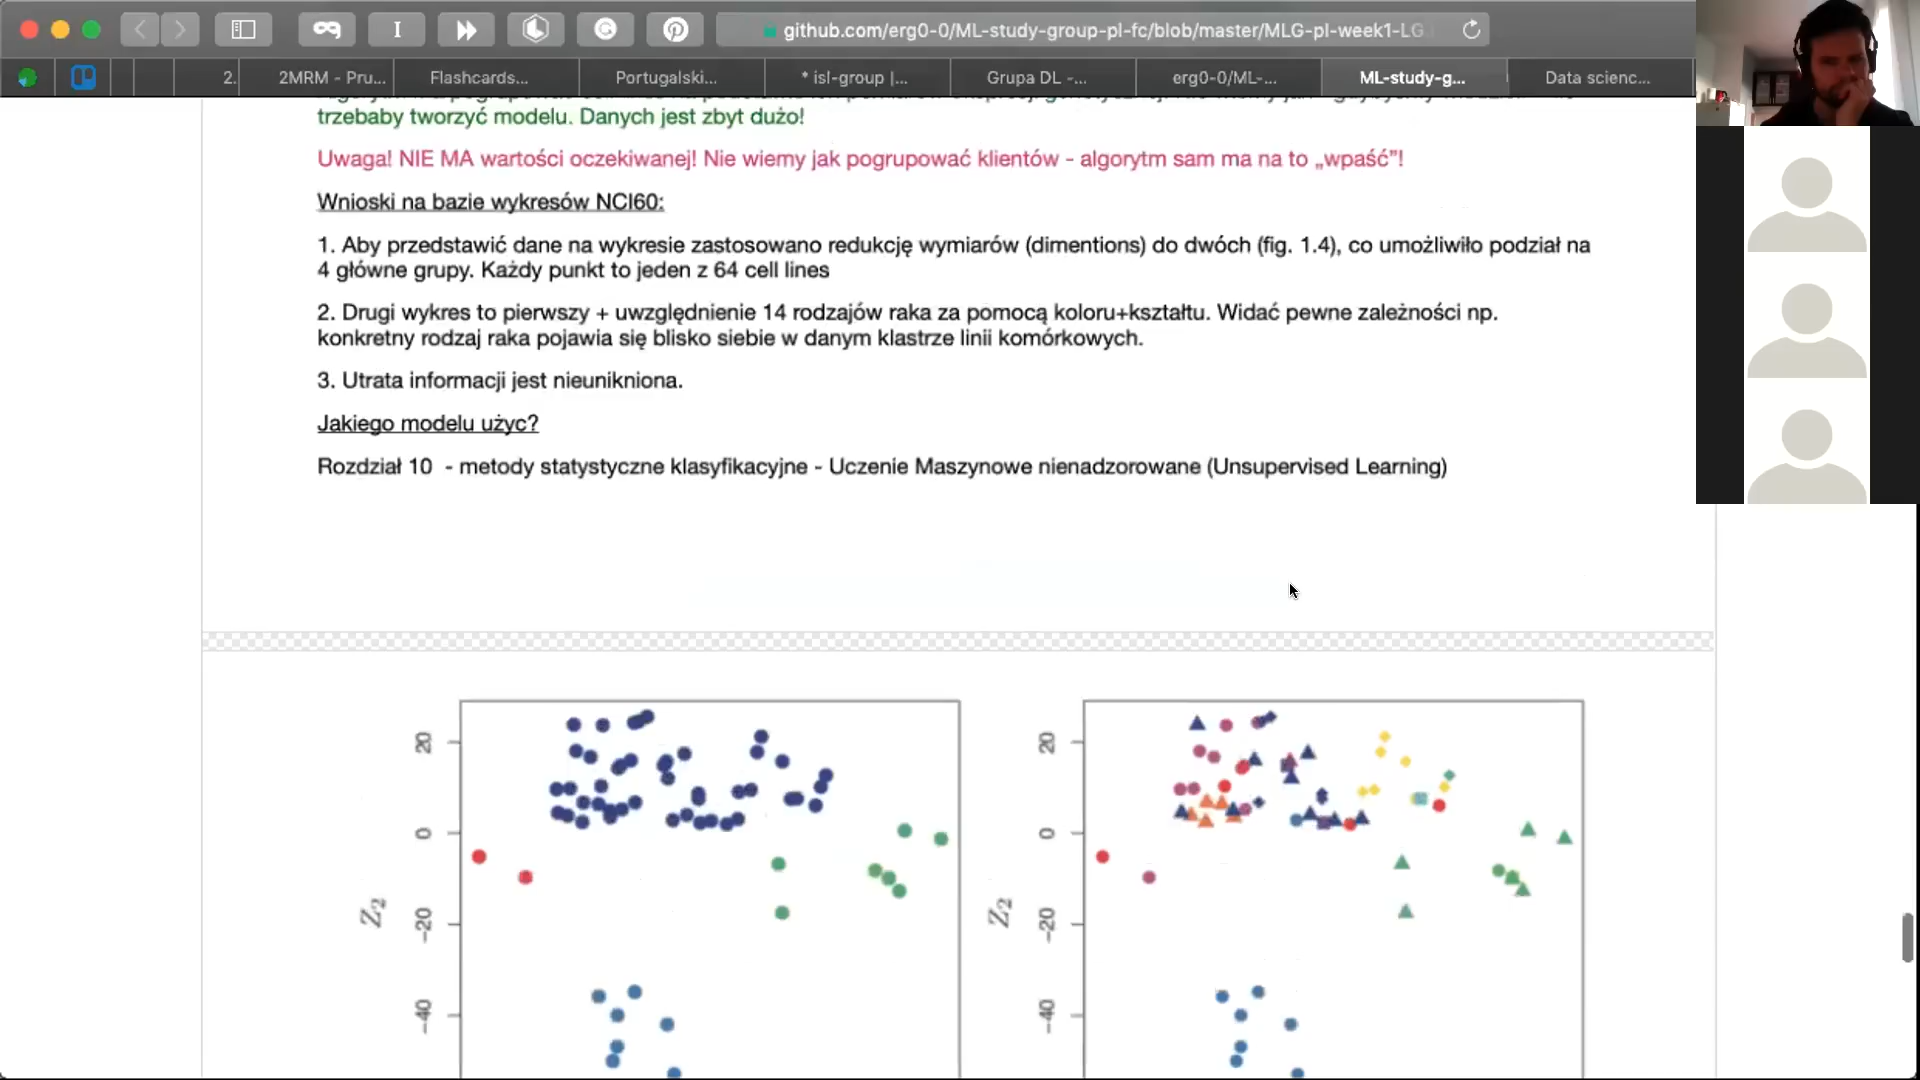 github.com/erg0-0/ML-study-group-pl-fc/blob/master/MLG-pl-week1-LG.
2.
2MRM - Pru...
Flashcards...
Portugalski...
* isl-group |...
Grupa DL -...
erg0-0/ML-...
ML-study-g...
Data scienc...
trzebaby tworzyć modelu. Danych jest zbyt dużo!
Uwaga! NIE MA wartości oczekiwanej! Nie wiemy jak pogrupować klientów - algorytm sam ma na to „wpaść”!
Wnioski na bazie wykresów NCI60:
1. Aby przedstawić dane na wykresie zastosowano redukcję wymiarów (dimentions) do dwóch (fig. 1.4), co umożliwiło podział na
4 główne grupy. Każdy punkt to jeden z 64 cell lines
2. Drugi wykres to pierwszy + uwzględnienie 14 rodzajów raka za pomocą koloru+kształtu. Widać pewne zależności np.
konkretny rodzaj raka pojawia się blisko siebie w danym klastrze linii komórkowych.
3. Utrata informacji jest nieunikniona.
Jakiego modelu użyc?
Rozdział 10 - metody statystyczne klasyfikacyjne - Uczenie Maszynowe nienadzorowane (Unsupervised Learning)
20
0
-20
-40
Z2
20
0
-20
-40
Z2